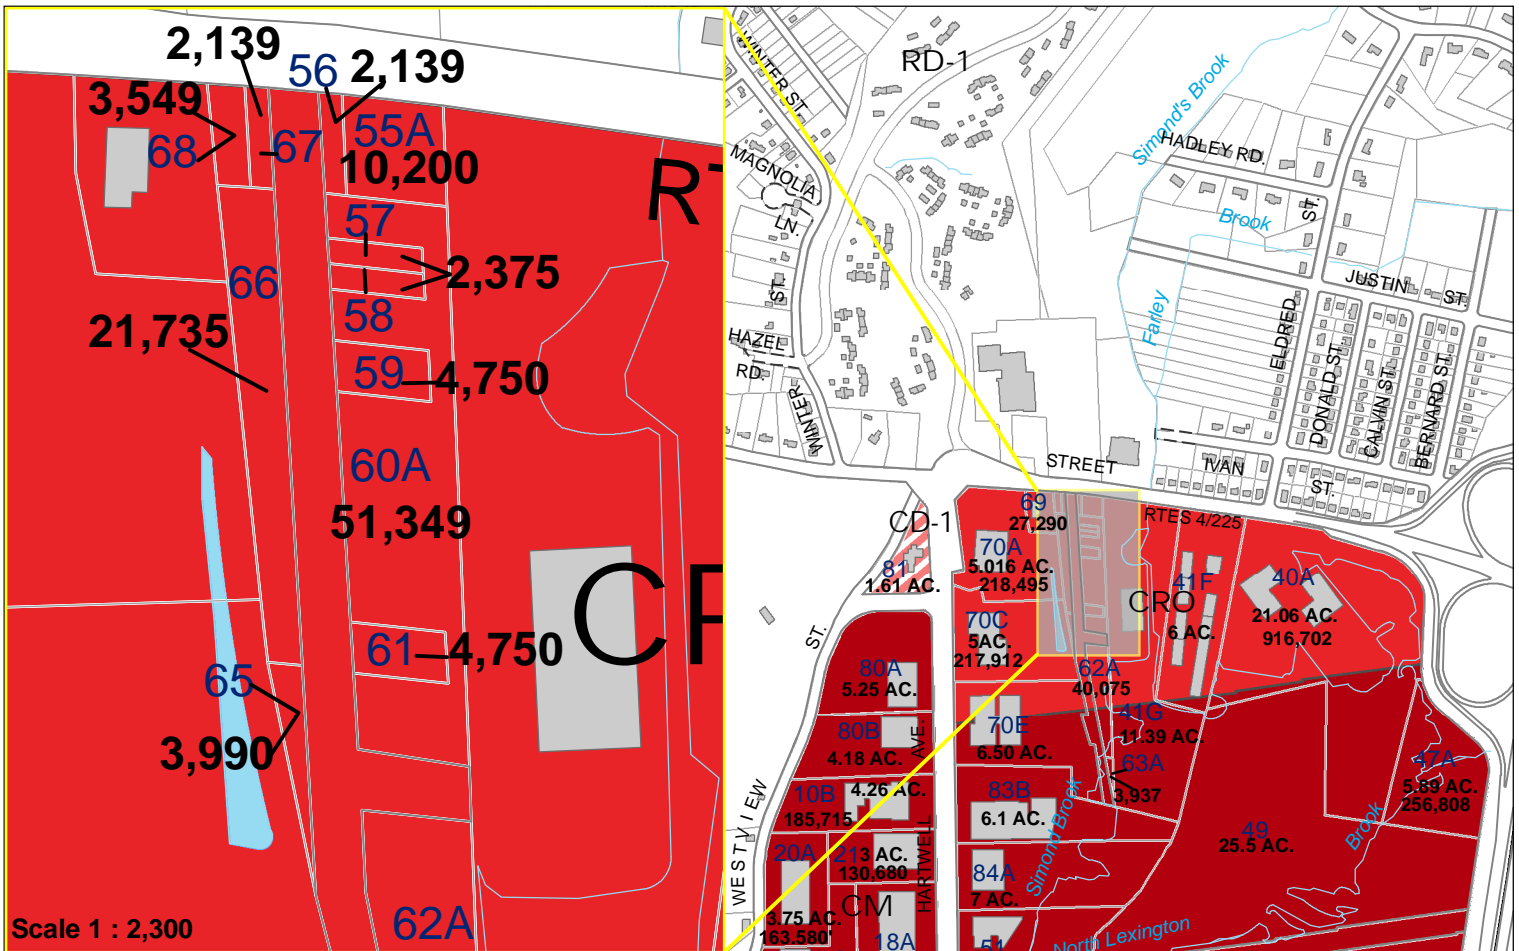 2,139
56
2,139
3,549
68
67
55A
10,200
57
2,375
66
58
21,735
59
4,750
60A
51,349
61
4,750
65
3,990
62A
Scale 1 : 2,300
RD-1
WINTER ST.
MAGNOLIA
LN.
ST.
HAZEL
RD.
WINTER
Simond's Brook
HADLEY RD.
Brook
ST.
JUSTIN
ST.
Farley
ELDRED
DONALD ST.
CALVIN ST.
BERNARD ST.
STREET
IVAN
ST.
RTES 4/225
CD-1
81
1.61 AC.
69
27,290
70A
5.016 AC.
218,495
70C
5AC.
217,912
CRO
41F
6 AC.
40A
21.06 AC.
916,702
62A
40,075
ST.
80A
5.25 AC.
80B
4.18 AC.
AVE.
70E
6.50 AC.
41G
11.39 AC.
63A
3,937
47A
5.89 AC.
256,808
10B
4.26 AC.
185,715
83B
6.1 AC.
Simond Brook
49
25.5 AC.
Brook
WESTVIEW
20A
21
3 AC.
130,680
HARTWELL
84A
7 AC.
3.75 AC.
163.580'
CM
18A
51
North Lexington